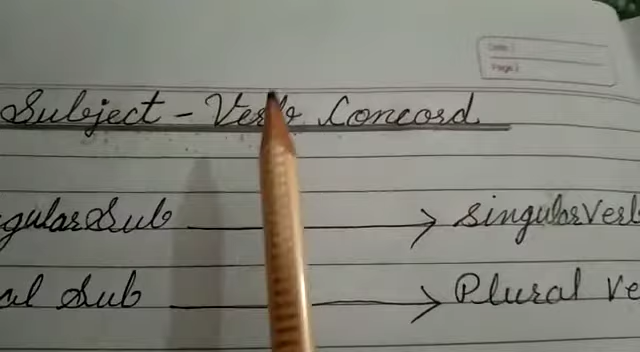 Date:
Page:
Subject - Verb Concord
gular Sub → singular Verb
al Sub → Plural Ve